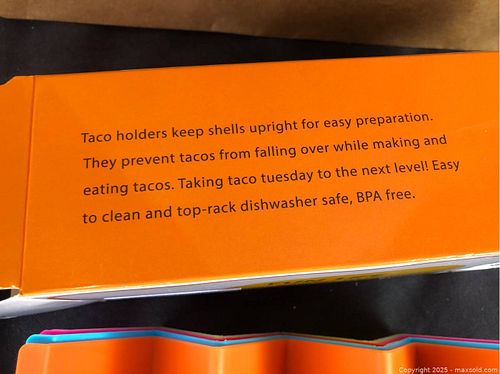 Taco holders keep shells upright for easy preparation.
They prevent tacos from falling over while making and
eating tacos. Taking taco tuesday to the next level! Easy
to clean and top-rack dishwasher safe, BPA free.
Copyright 2025 - maxsold.com